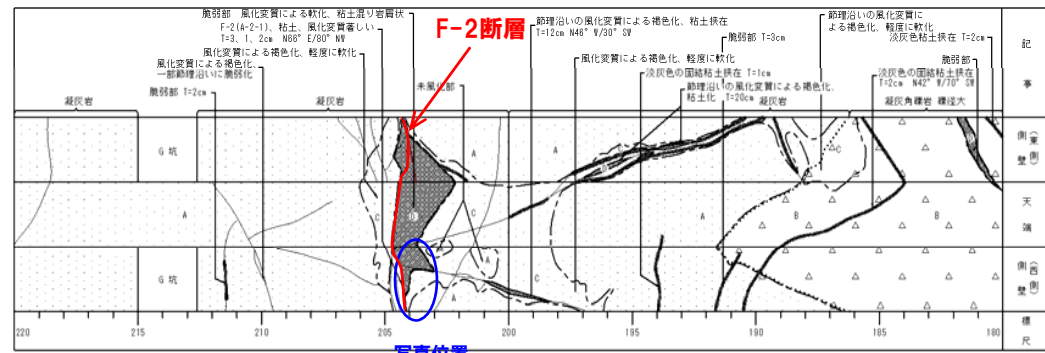 脆弱部 風化変質による軟化、粘土混り岩屑状
F-2(A-2-1)、粘土、風化変質著しい
T=3、1、2cm N66° E/80° NW
風化変質による褐色化、軽度に軟化
風化変質による褐色化、
一部節理沿いに脆弱化
脆弱部 T=2cm
F-2断層
節理沿いの風化変質による褐色化、粘土挟在
T=12cm N46° W/30° SW
脆弱部 T=3cm
風化変質による褐色化、軽度に軟化
淡灰色の固結粘土挟在 T=1cm
節理沿いの風化変質による褐色化、
粘土化 T=20cm
節理沿いの風化変質に
よる褐色化、軽度に軟化
淡灰色粘土挟在 T=2cm
脆弱部
淡灰色の固結粘土挟在
T=2cm N42° W/70° SW
記事
凝灰岩
凝灰岩
未風化部
凝灰岩
凝灰角礫岩 礫径大
G坑
C
A
A
A
C
側壁(東側)
A
C
A
B
B
天端
G坑
C
A
A
C
側壁(西側)
220
210
205
200
195
190
185
180
標尺
写真位置